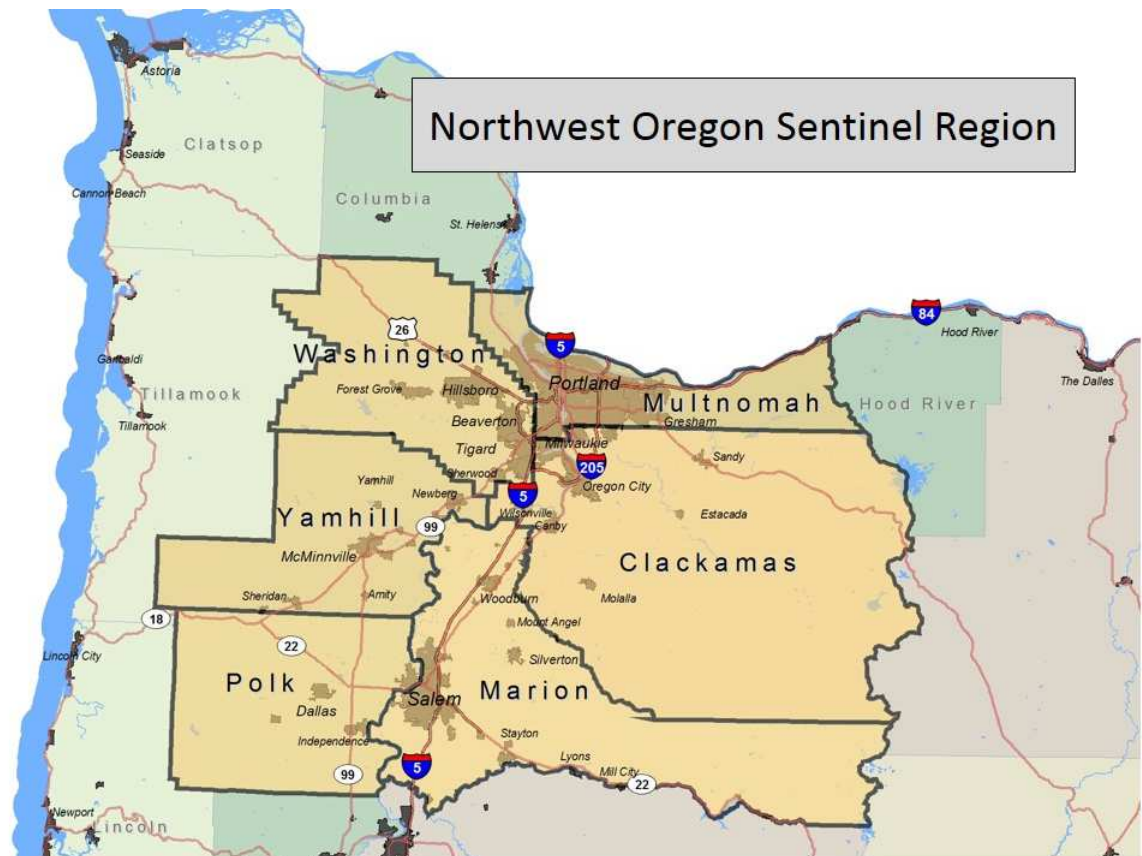 Northwest Oregon Sentinel Region
Astoria
Clatsop
Seaside
Cannon Beach
Columbia
St. Helens
84
Hood River
26
5
Washington
Portland
The Dalles
Garibaldi
Forest Grove
Hillsboro
Tillamook
Multnomah
Hood River
Tillamook
Beaverton
Gresham
Tigard
Milwaukie
Sandy
Sherwood
205
Yamhill
Oregon City
Newberg
5
Wilsonville
Estacada
Yamhill
99
Canby
McMinnville
Clackamas
Sheridan
Amity
Woodburn
Molalla
18
Mount Angel
22
Lincoln City
Silverton
Polk
Marion
Dallas
Salem
Independence
Stayton
Lyons
5
99
Mill City
22
Newport
Lincoln